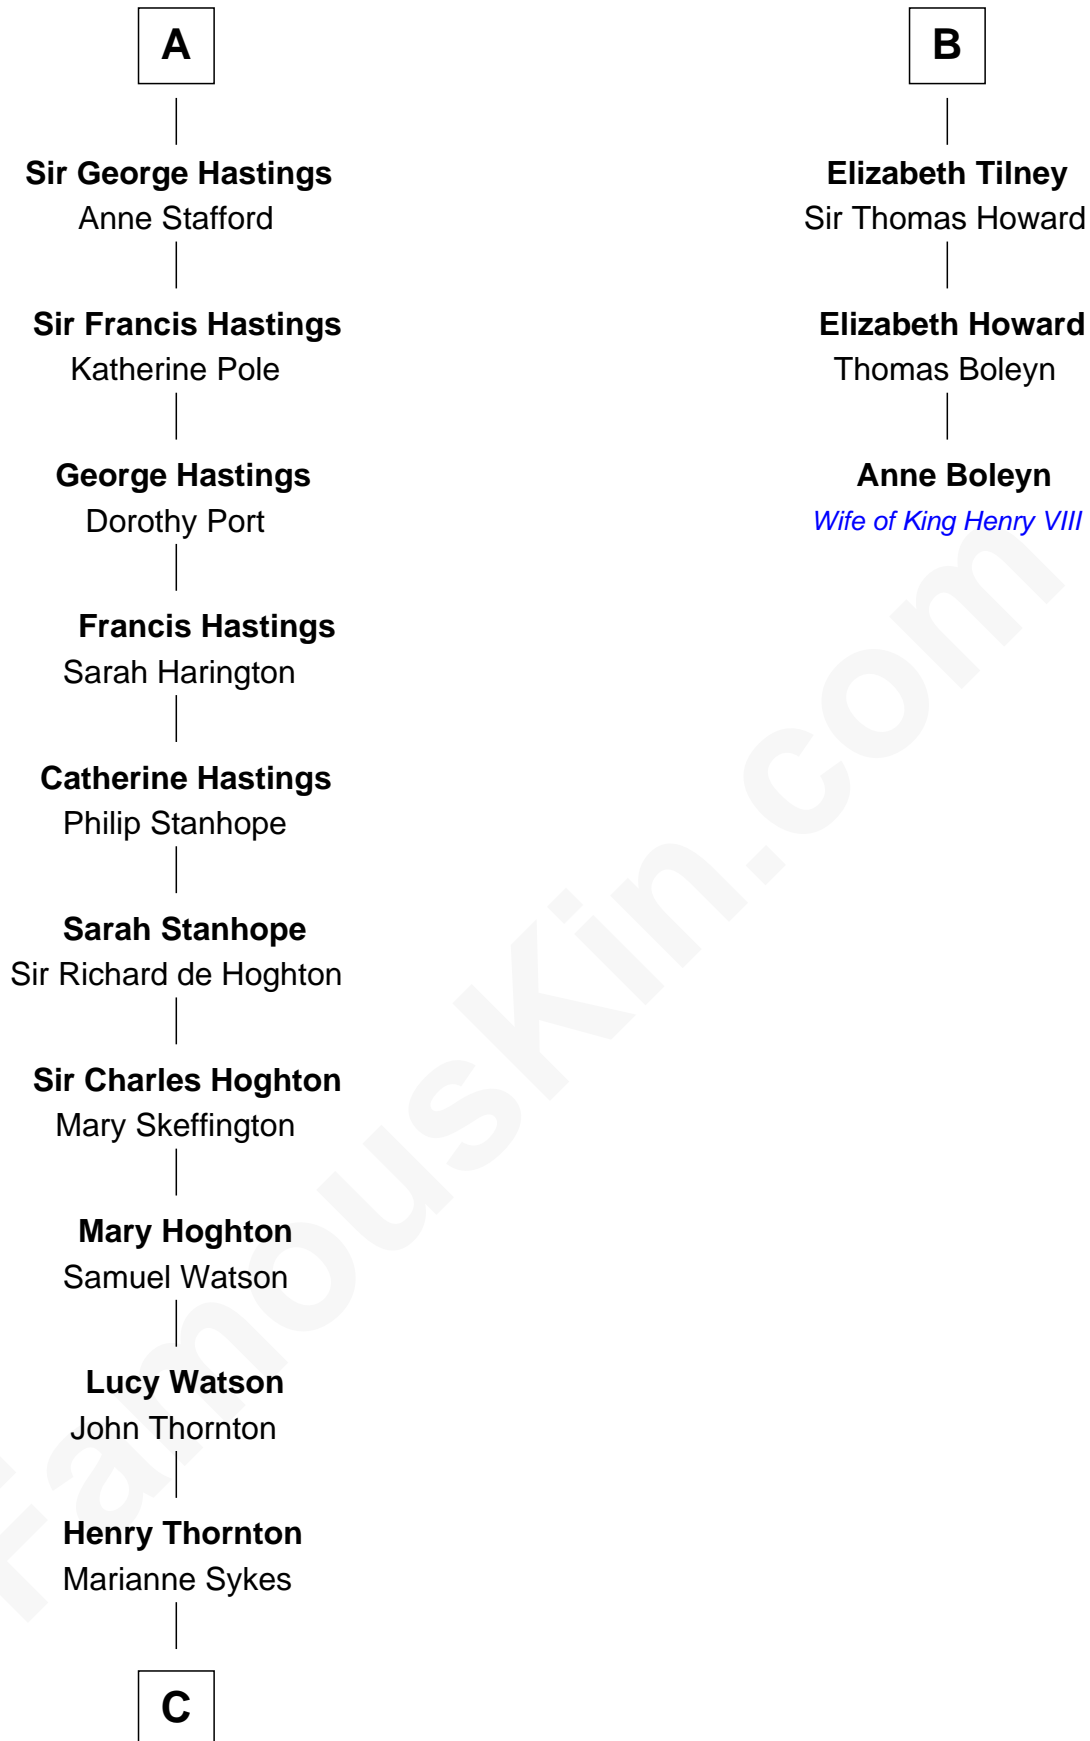 A
Sir George Hastings
Anne Stafford
Sir Francis Hastings
Katherine Pole
George Hastings
Dorothy Port
Francis Hastings
Sarah Harington
Catherine Hastings
Philip Stanhope
Sarah Stanhope
Sir Richard de Hoghton
Sir Charles Hoghton
Mary Skeffington
Mary Hoghton
Samuel Watson
Lucy Watson
John Thornton
Henry Thornton
Marianne Sykes
C
B
Elizabeth Tilney
Sir Thomas Howard
Elizabeth Howard
Thomas Boleyn
Anne Boleyn
Wife of King Henry VIII
FamousKin.com